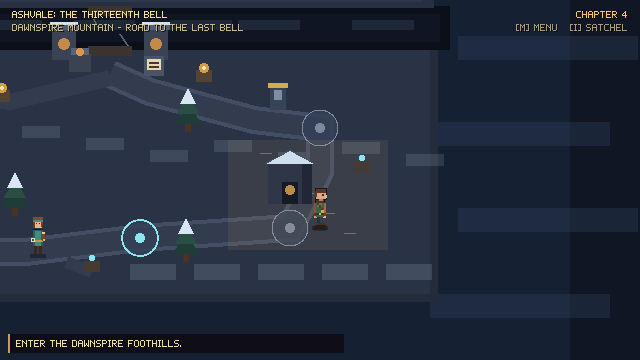 ASHVALE: THE THIRTEENTH BELL
CHAPTER 4
DAWNSPIRE MOUNTAIN - ROAD TO THE LAST BELL
[M] MENU [I] SATCHEL
ENTER THE DAWNSPIRE FOOTHILLS.